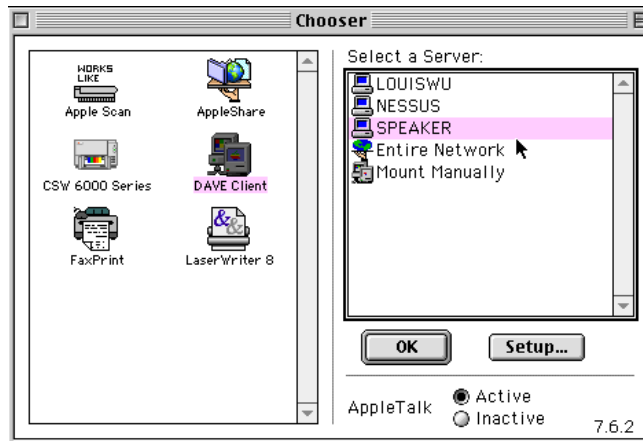 Chooser
WORKS
LIKE
Apple Scan
AppleShare
CSW 6000 Series
DAVE Client
FaxPrint
LaserWriter 8
Select a Server:
LOUISWU
NESSUS
SPEAKER
Entire Network
Mount Manually
OK
Setup...
AppleTalk
Active
Inactive
7.6.2